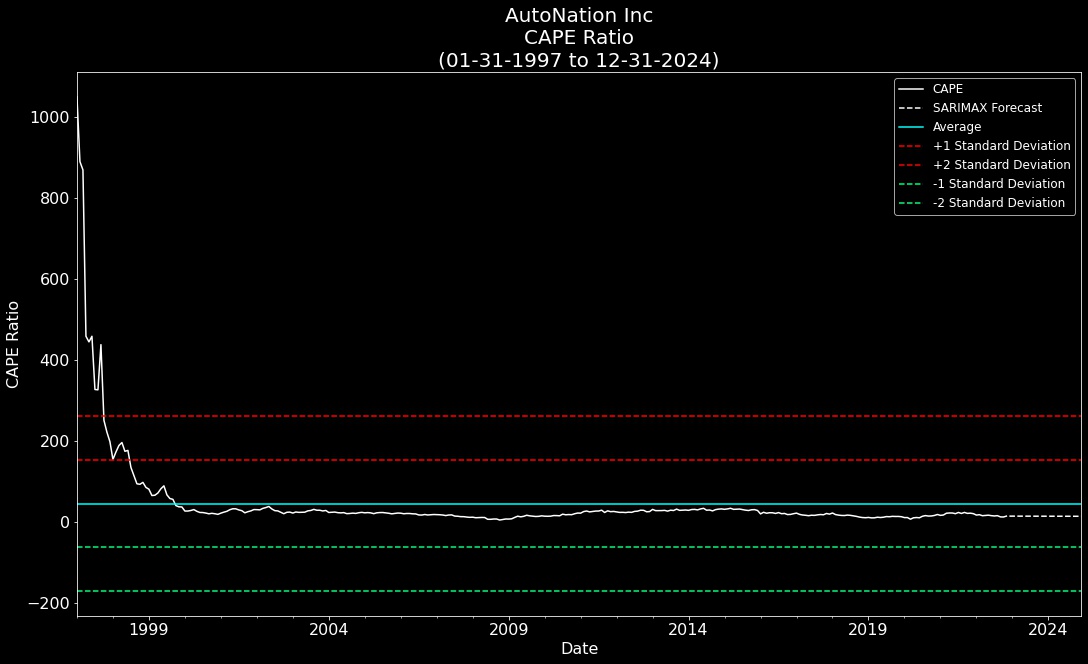 AutoNation Inc
CAPE Ratio
(01-31-1997 to 12-31-2024)
CAPE
SARIMAX Forecast
Average
+1 Standard Deviation
+2 Standard Deviation
-1 Standard Deviation
-2 Standard Deviation
CAPE Ratio
1000
800
600
400
200
0
−200
1999
2004
2009
2014
2019
2024
Date